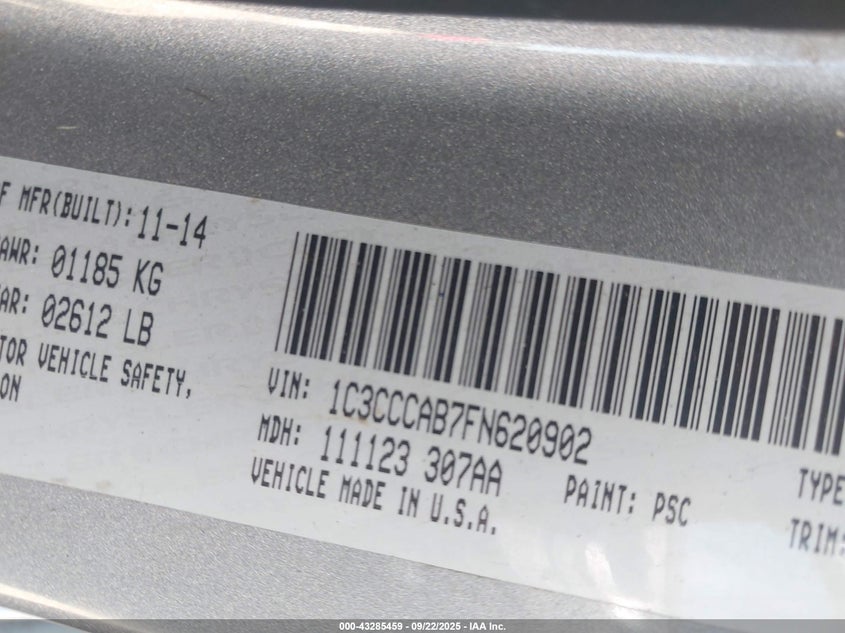 F MFR(BUILT): 11-14
AWR: 01185 KG
AR: 02612 LB
TOR VEHICLE SAFETY,
ON
VIN: 1C3CCCAB7FN620902
MDH: 111123 307AA
VEHICLE MADE IN U.S.A.
PAINT: PSC
TYPE
TRIM:
000-43285459 - 09/22/2025 - IAA Inc.